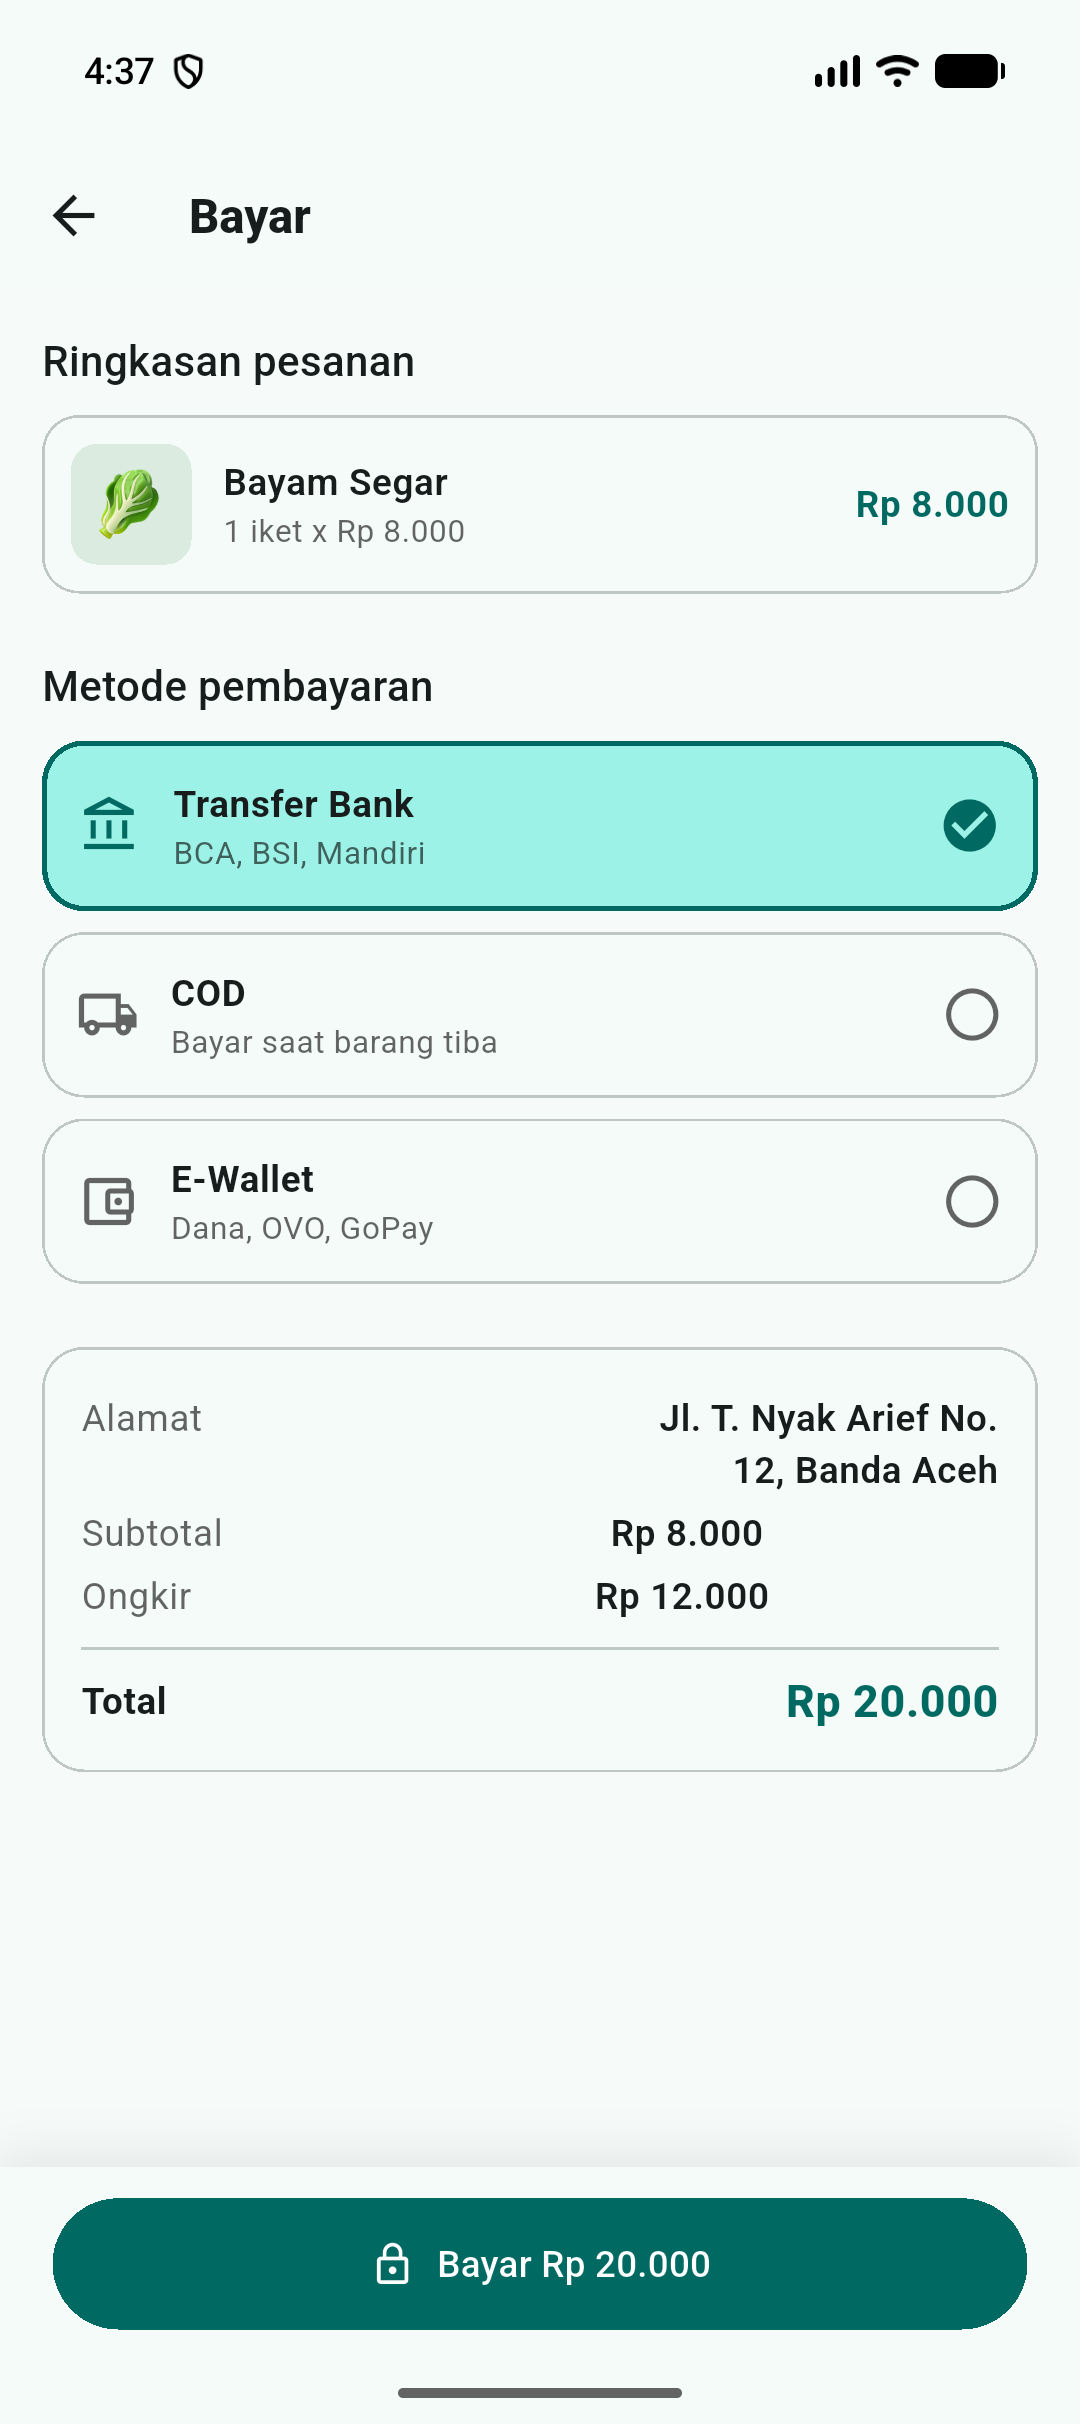 4:37
Bayar
Ringkasan pesanan
Bayam Segar
1 iket x Rp 8.000
Rp 8.000
Metode pembayaran
Transfer Bank
BCA, BSI, Mandiri
COD
Bayar saat barang tiba
E-Wallet
Dana, OVO, GoPay
Alamat
Jl. T. Nyak Arief No.
12, Banda Aceh
Subtotal
Rp 8.000
Ongkir
Rp 12.000
Total
Rp 20.000
Bayar Rp 20.000